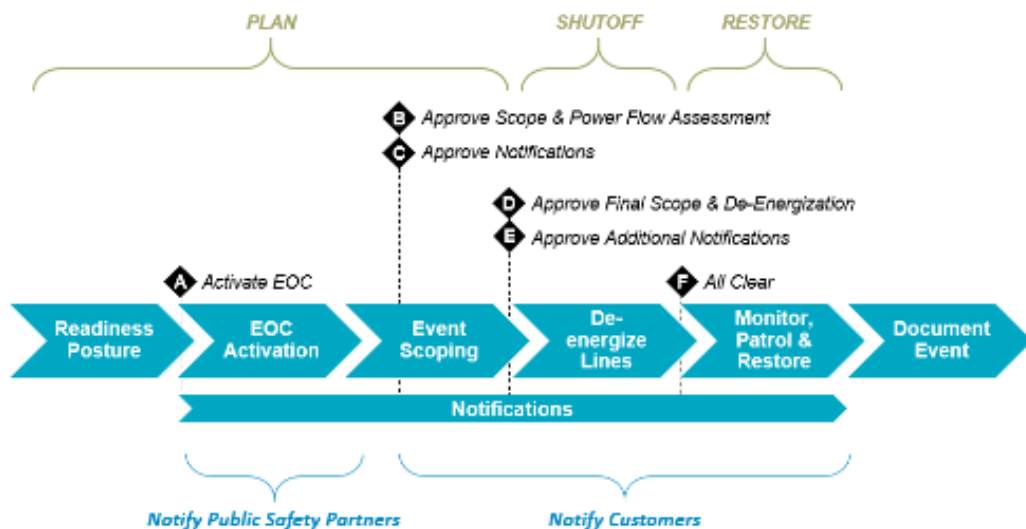 PLAN
SHUTOFF
RESTORE
B Approve Scope & Power Flow Assessment
C Approve Notifications
D Approve Final Scope & De-Energization
E Approve Additional Notifications
A Activate EOC
F All Clear
Readiness
Posture
EOC
Activation
Event
Scoping
De-
energize
Lines
Monitor,
Patrol &
Restore
Document
Event
Notifications
Notify Public Safety Partners
Notify Customers